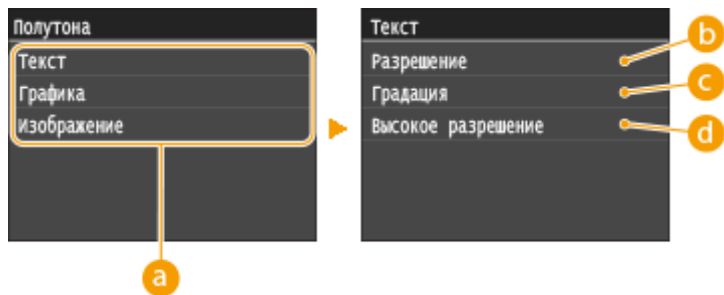 Полутона
Текст
Графика
Изображение
a
Текст
Разрешение
b
Градация
c
Высокое разрешение
d